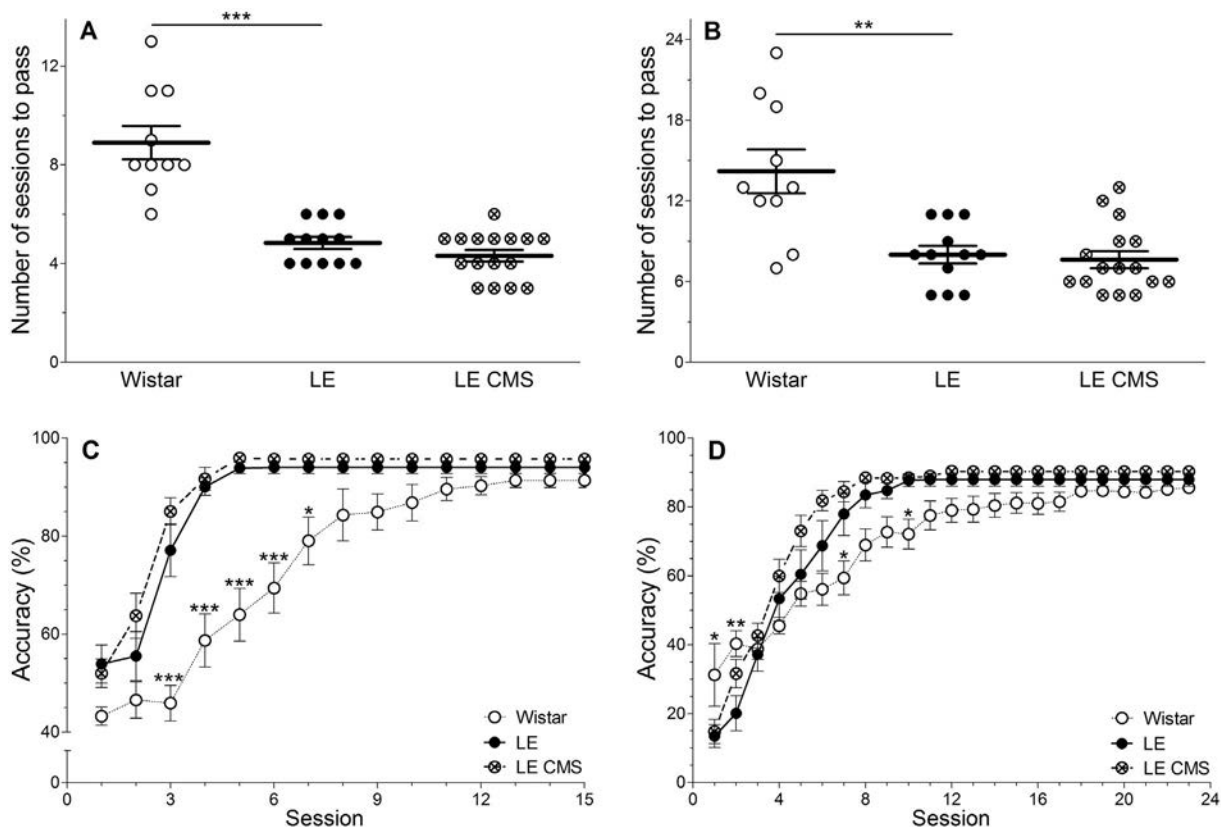 A
***
Number of sessions to pass
12
8
4
0
Wistar LE LE CMS
B
**
Number of sessions to pass
24
18
12
6
0
Wistar LE LE CMS
C
Accuracy (%)
100
80
60
40
0
*
***
***
***
***
Wistar
LE
LE CMS
0 3 6 9 12 15
Session
D
Accuracy (%)
100
80
60
40
20
0
*
**
*
*
Wistar
LE
LE CMS
0 4 8 12 16 20 24
Session